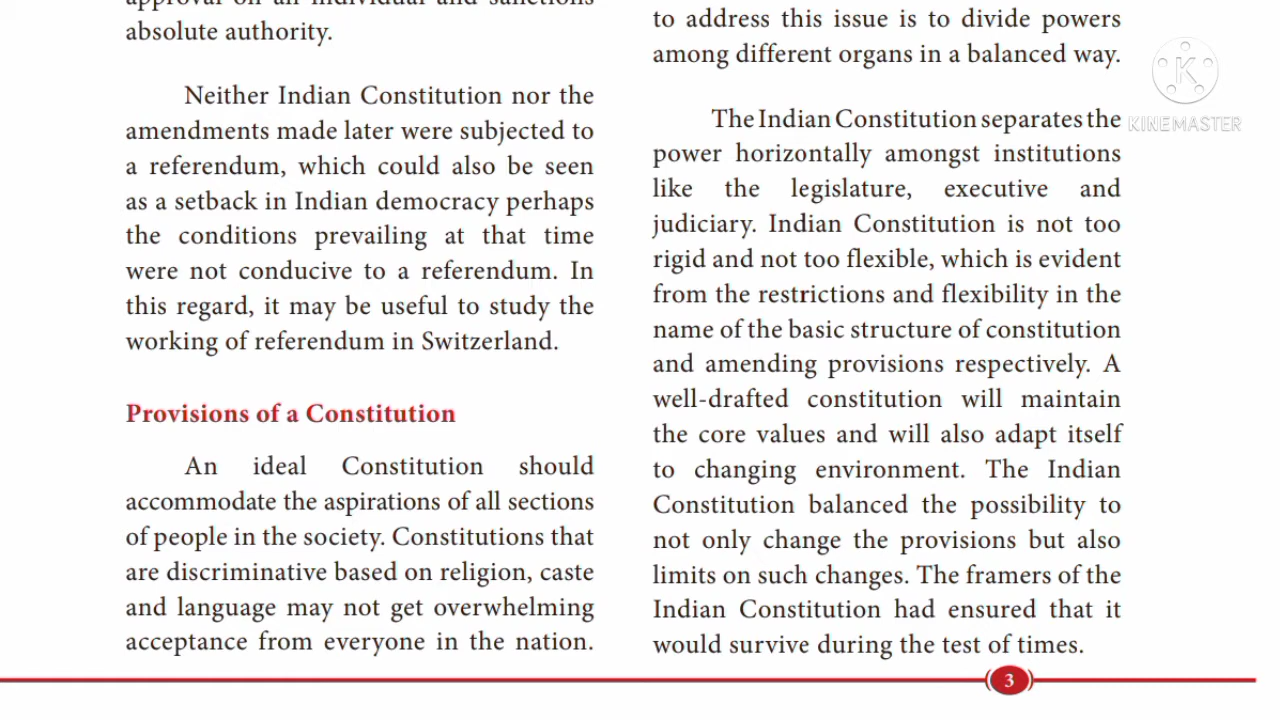 approval on an individual and sanctions
absolute authority.
Neither Indian Constitution nor the
amendments made later were subjected to
a referendum, which could also be seen
as a setback in Indian democracy perhaps
the conditions prevailing at that time
were not conducive to a referendum. In
this regard, it may be useful to study the
working of referendum in Switzerland.
Provisions of a Constitution
An ideal Constitution should
accommodate the aspirations of all sections
of people in the society. Constitutions that
are discriminative based on religion, caste
and language may not get overwhelming
acceptance from everyone in the nation.
to address this issue is to divide powers
among different organs in a balanced way.
The Indian Constitution separates the
power horizontally amongst institutions
like the legislature, executive and
judiciary. Indian Constitution is not too
rigid and not too flexible, which is evident
from the restrictions and flexibility in the
name of the basic structure of constitution
and amending provisions respectively. A
well-drafted constitution will maintain
the core values and will also adapt itself
to changing environment. The Indian
Constitution balanced the possibility to
not only change the provisions but also
limits on such changes. The framers of the
Indian Constitution had ensured that it
would survive during the test of times.
3
K
KINEMASTER